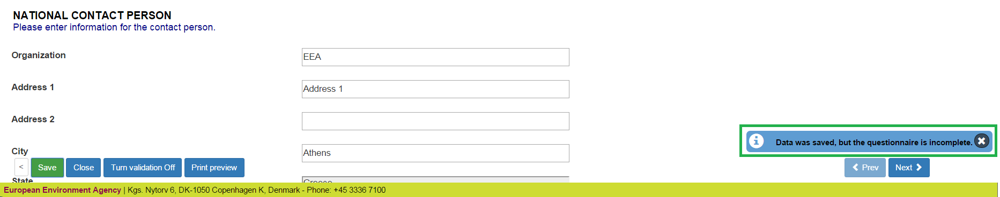 NATIONAL CONTACT PERSON
Please enter information for the contact person.
Organization
EEA
Address 1
Address 1
Address 2
Data was saved, but the questionnaire is incomplete.
City
Athens
< Save Close Turn validation Off Print preview
Prev Next
State
Greece
European Environment Agency | Kgs. Nytorv 6, DK-1050 Copenhagen K, Denmark - Phone: +45 3336 7100